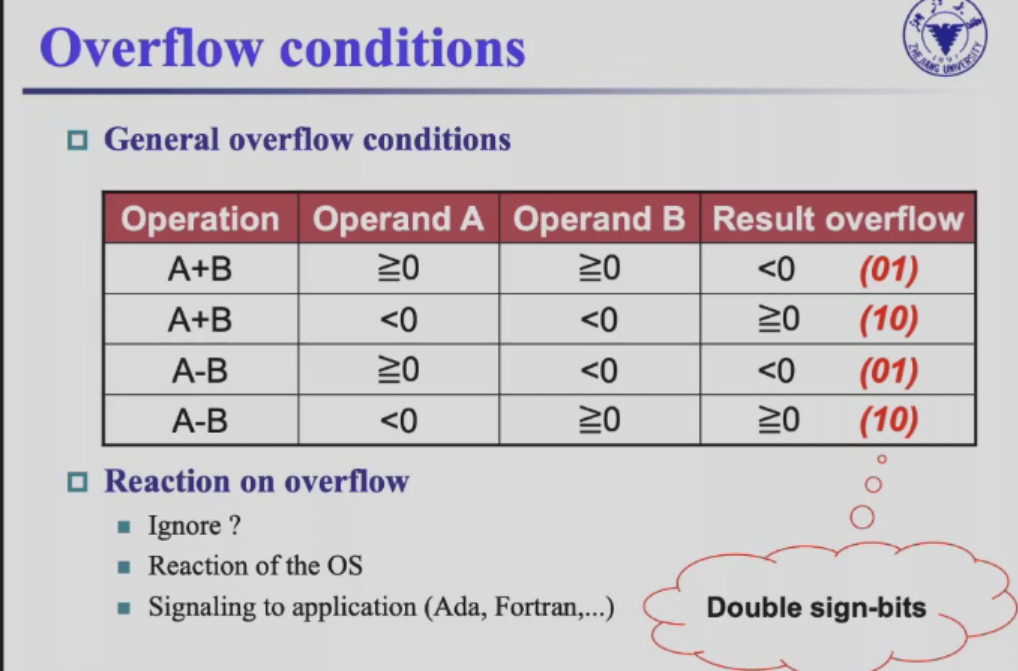 Overflow conditions
ZHEJIANG UNIVERSITY
General overflow conditions
Operation Operand A Operand B Result overflow
A+B ≧0 ≧0 <0 (01)
A+B <0 <0 ≧0 (10)
A-B ≧0 <0 <0 (01)
A-B <0 ≧0 ≧0 (10)
Reaction on overflow
Ignore ?
Reaction of the OS
Signaling to application (Ada, Fortran,...)
Double sign-bits